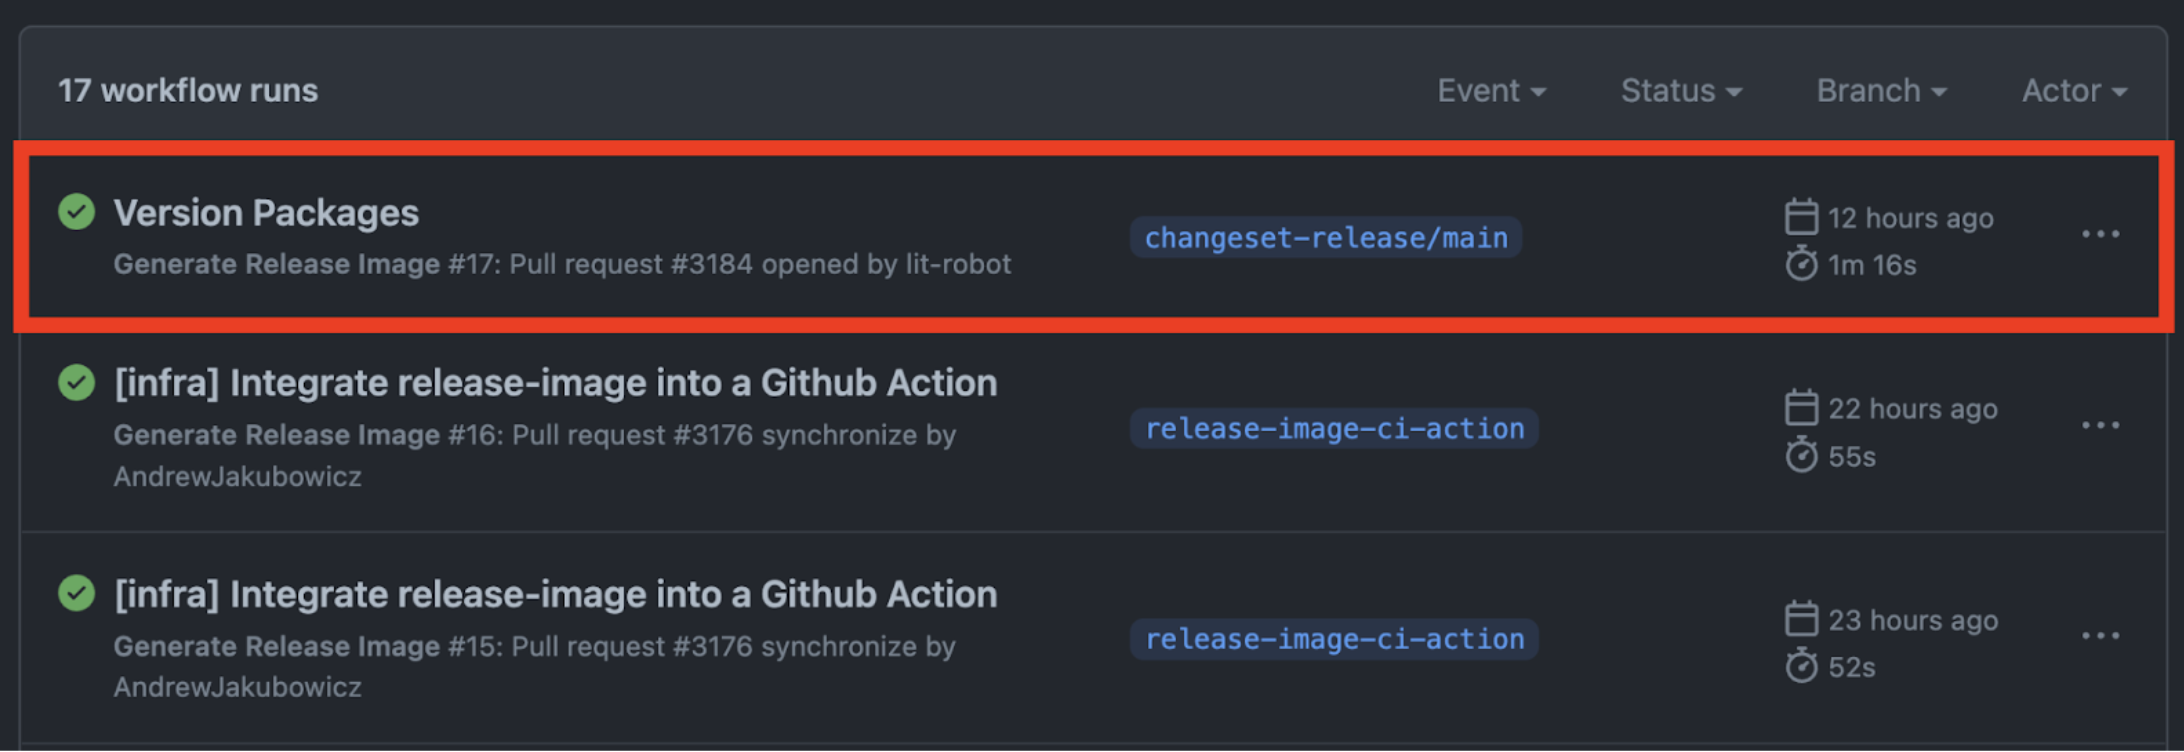 17 workflow runs
Event Status Branch Actor
Version Packages
Generate Release Image #17: Pull request #3184 opened by lit-robot
changeset-release/main
12 hours ago
1m 16s
[infra] Integrate release-image into a Github Action
Generate Release Image #16: Pull request #3176 synchronize by
AndrewJakubowicz
release-image-ci-action
22 hours ago
55s
[infra] Integrate release-image into a Github Action
Generate Release Image #15: Pull request #3176 synchronize by
AndrewJakubowicz
release-image-ci-action
23 hours ago
52s